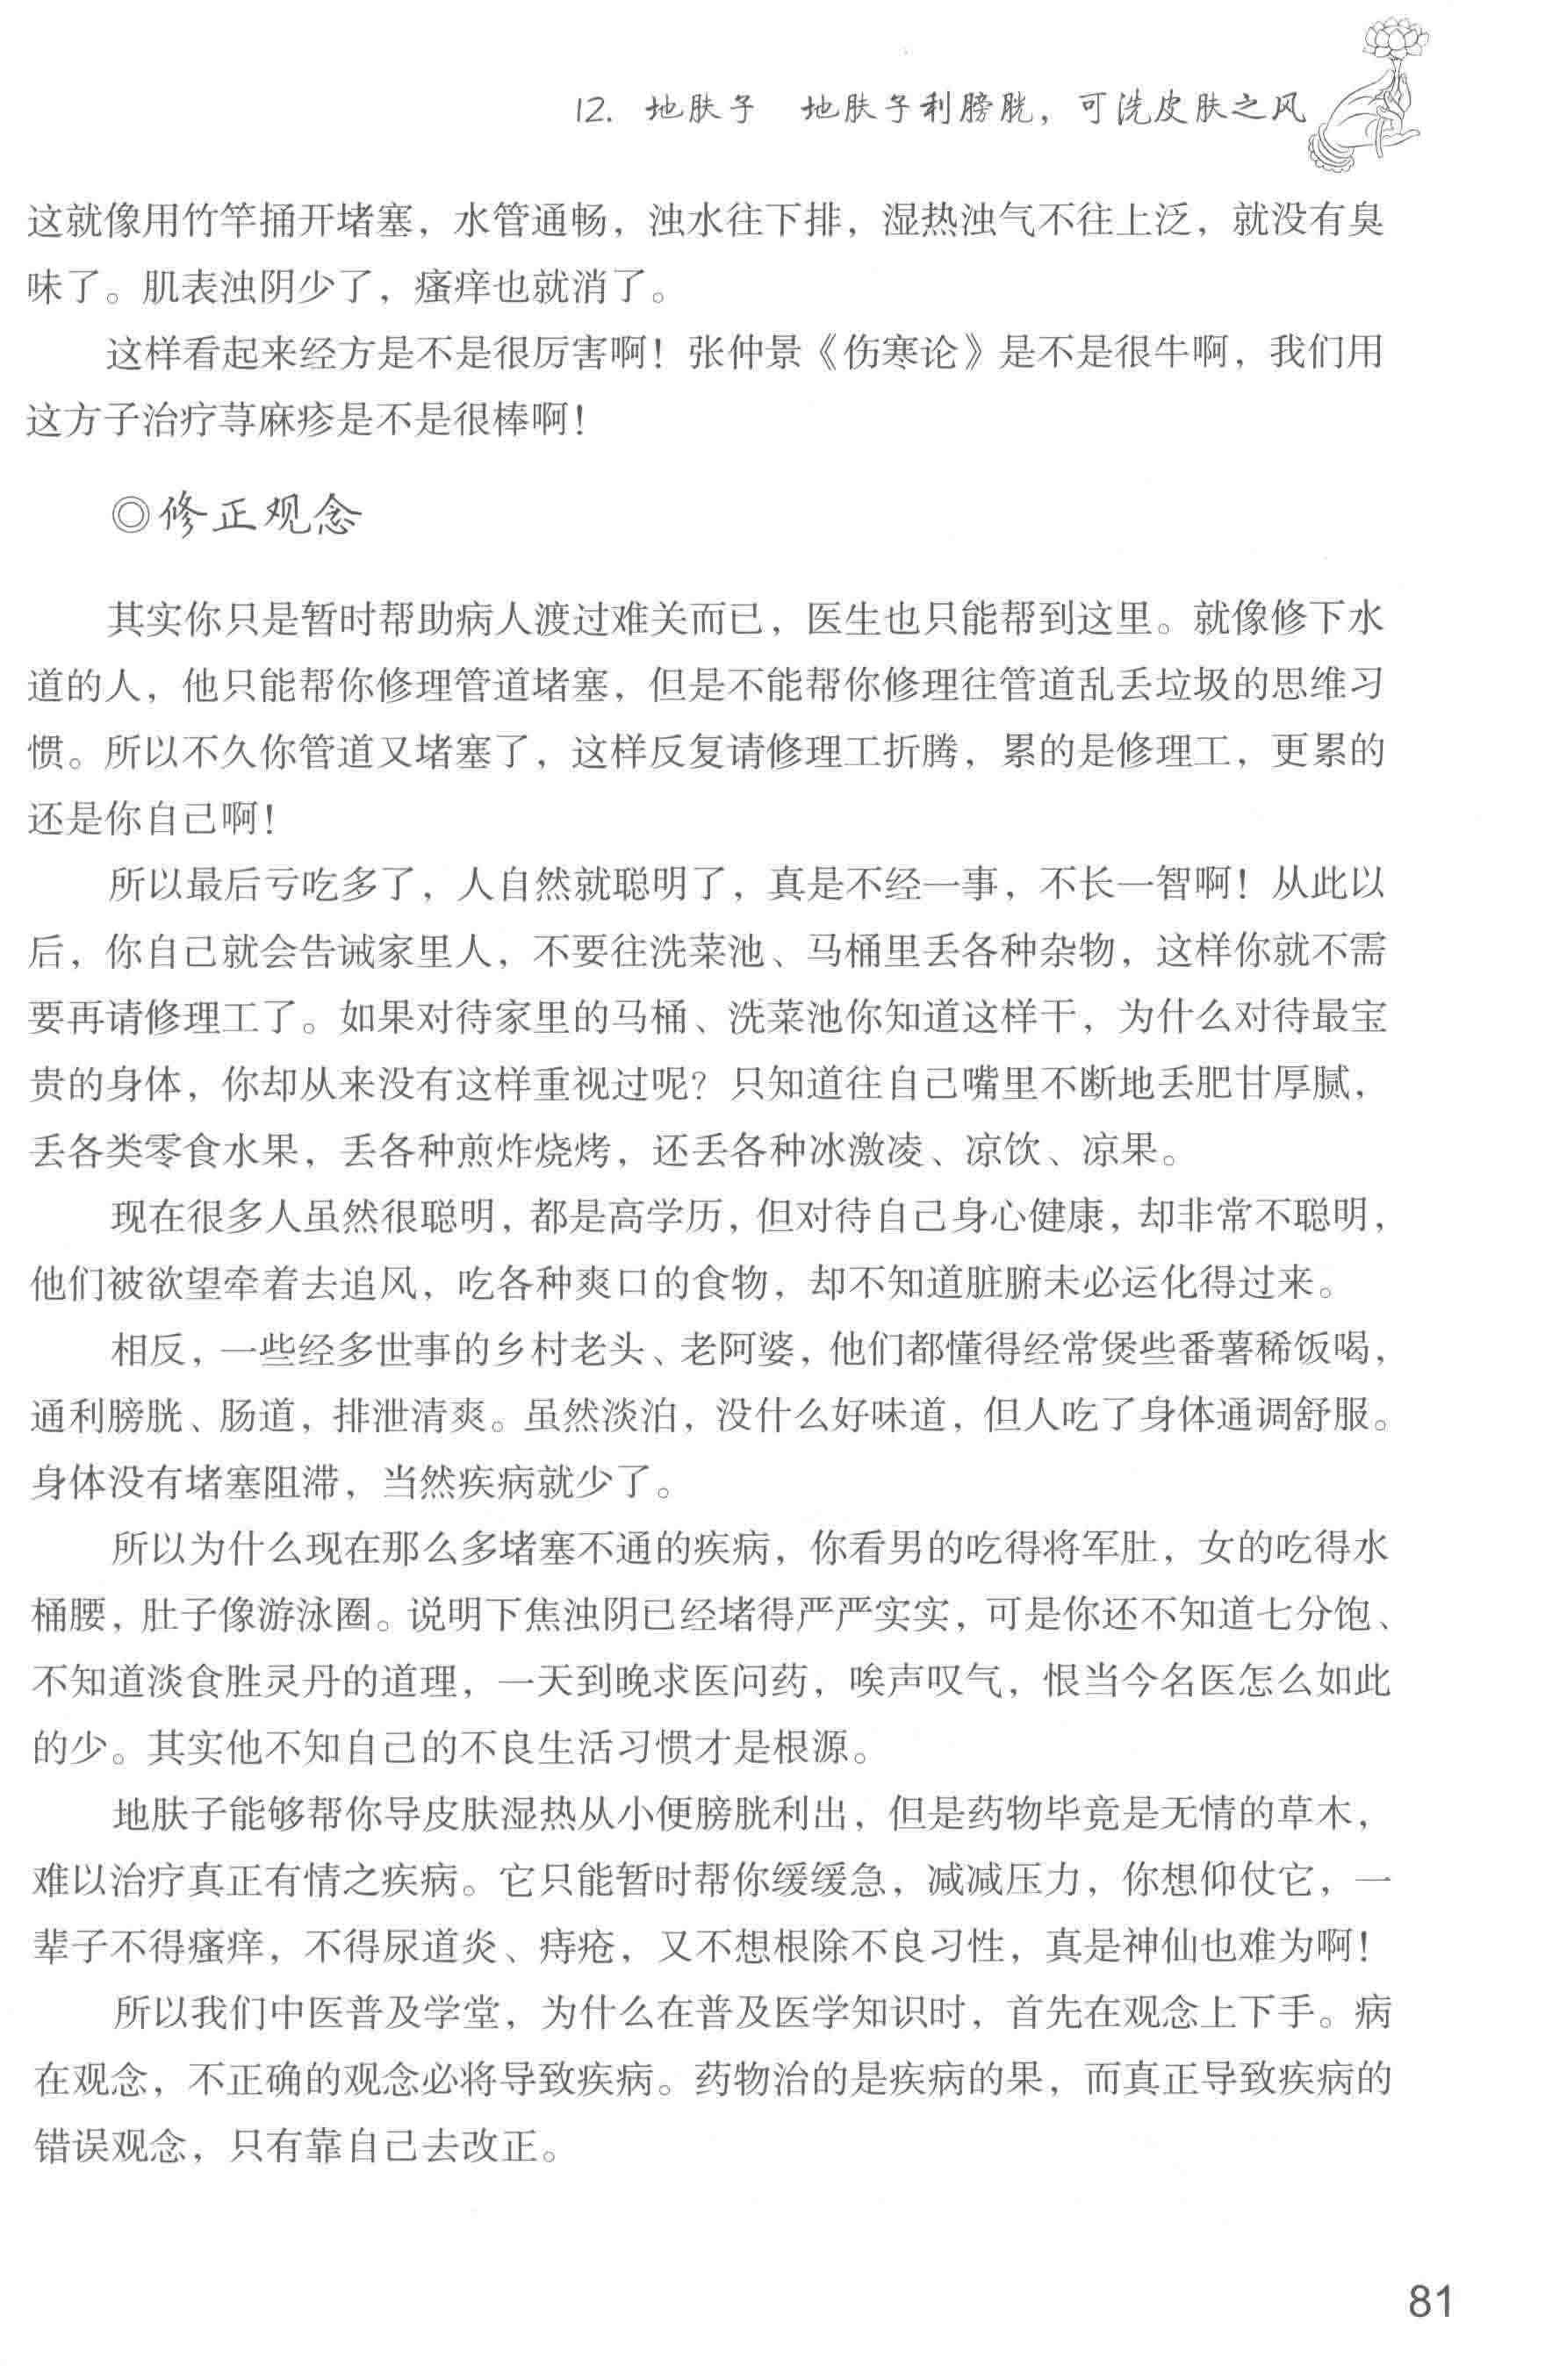 12. 地肤子　地肤子利膀胱，可洗皮肤之风
这就像用竹竿捅开堵塞，水管通畅，浊水往下排，湿热浊气不往上泛，就没有臭
味了。肌表浊阴少了，瘙痒也就消了。
这样看起来经方是不是很厉害啊！张仲景《伤寒论》是不是很牛啊，我们用
这方子治疗荨麻疹是不是很棒啊！
◎修正观念
其实你只是暂时帮助病人渡过难关而已，医生也只能帮到这里。就像修下水
道的人，他只能帮你修理管道堵塞，但是不能帮你修理往管道乱丢垃圾的思维习
惯。所以不久你管道又堵塞了，这样反复请修理工折腾，累的是修理工，更累的
还是你自己啊！
所以最后亏吃多了，人自然就聪明了，真是不经一事，不长一智啊！从此以
后，你自己就会告诫家里人，不要往洗菜池、马桶里丢各种杂物，这样你就不需
要再请修理工了。如果对待家里的马桶、洗菜池你知道这样干，为什么对待最宝
贵的身体，你却从来没有这样重视过呢？只知道往自己嘴里不断地丢肥甘厚腻，
丢各类零食水果，丢各种煎炸烧烤，还丢各种冰激凌、凉饮、凉果。
现在很多人虽然很聪明，都是高学历，但对待自己身心健康，却非常不聪明，
他们被欲望牵着去追风，吃各种爽口的食物，却不知道脏腑未必运化得过来。
相反，一些经多世事的乡村老头、老阿婆，他们都懂得经常煲些番薯稀饭喝，
通利膀胱、肠道，排泄清爽。虽然淡泊，没什么好味道，但人吃了身体通调舒服。
身体没有堵塞阻滞，当然疾病就少了。
所以为什么现在那么多堵塞不通的疾病，你看男的吃得将军肚，女的吃得水
桶腰，肚子像游泳圈。说明下焦浊阴已经堵得严严实实，可是你还不知道七分饱、
不知道淡食胜灵丹的道理，一天到晚求医问药，唉声叹气，恨当今名医怎么如此
的少。其实他不知自己的不良生活习惯才是根源。
地肤子能够帮你导皮肤湿热从小便膀胱利出，但是药物毕竟是无情的草木，
难以治疗真正有情之疾病。它只能暂时帮你缓缓急，减减压力，你想仰仗它，一
辈子不得瘙痒，不得尿道炎、痔疮，又不想根除不良习性，真是神仙也难为啊！
所以我们中医普及学堂，为什么在普及医学知识时，首先在观念上下手。病
在观念，不正确的观念必将导致疾病。药物治的是疾病的果，而真正导致疾病的
错误观念，只有靠自己去改正。
81